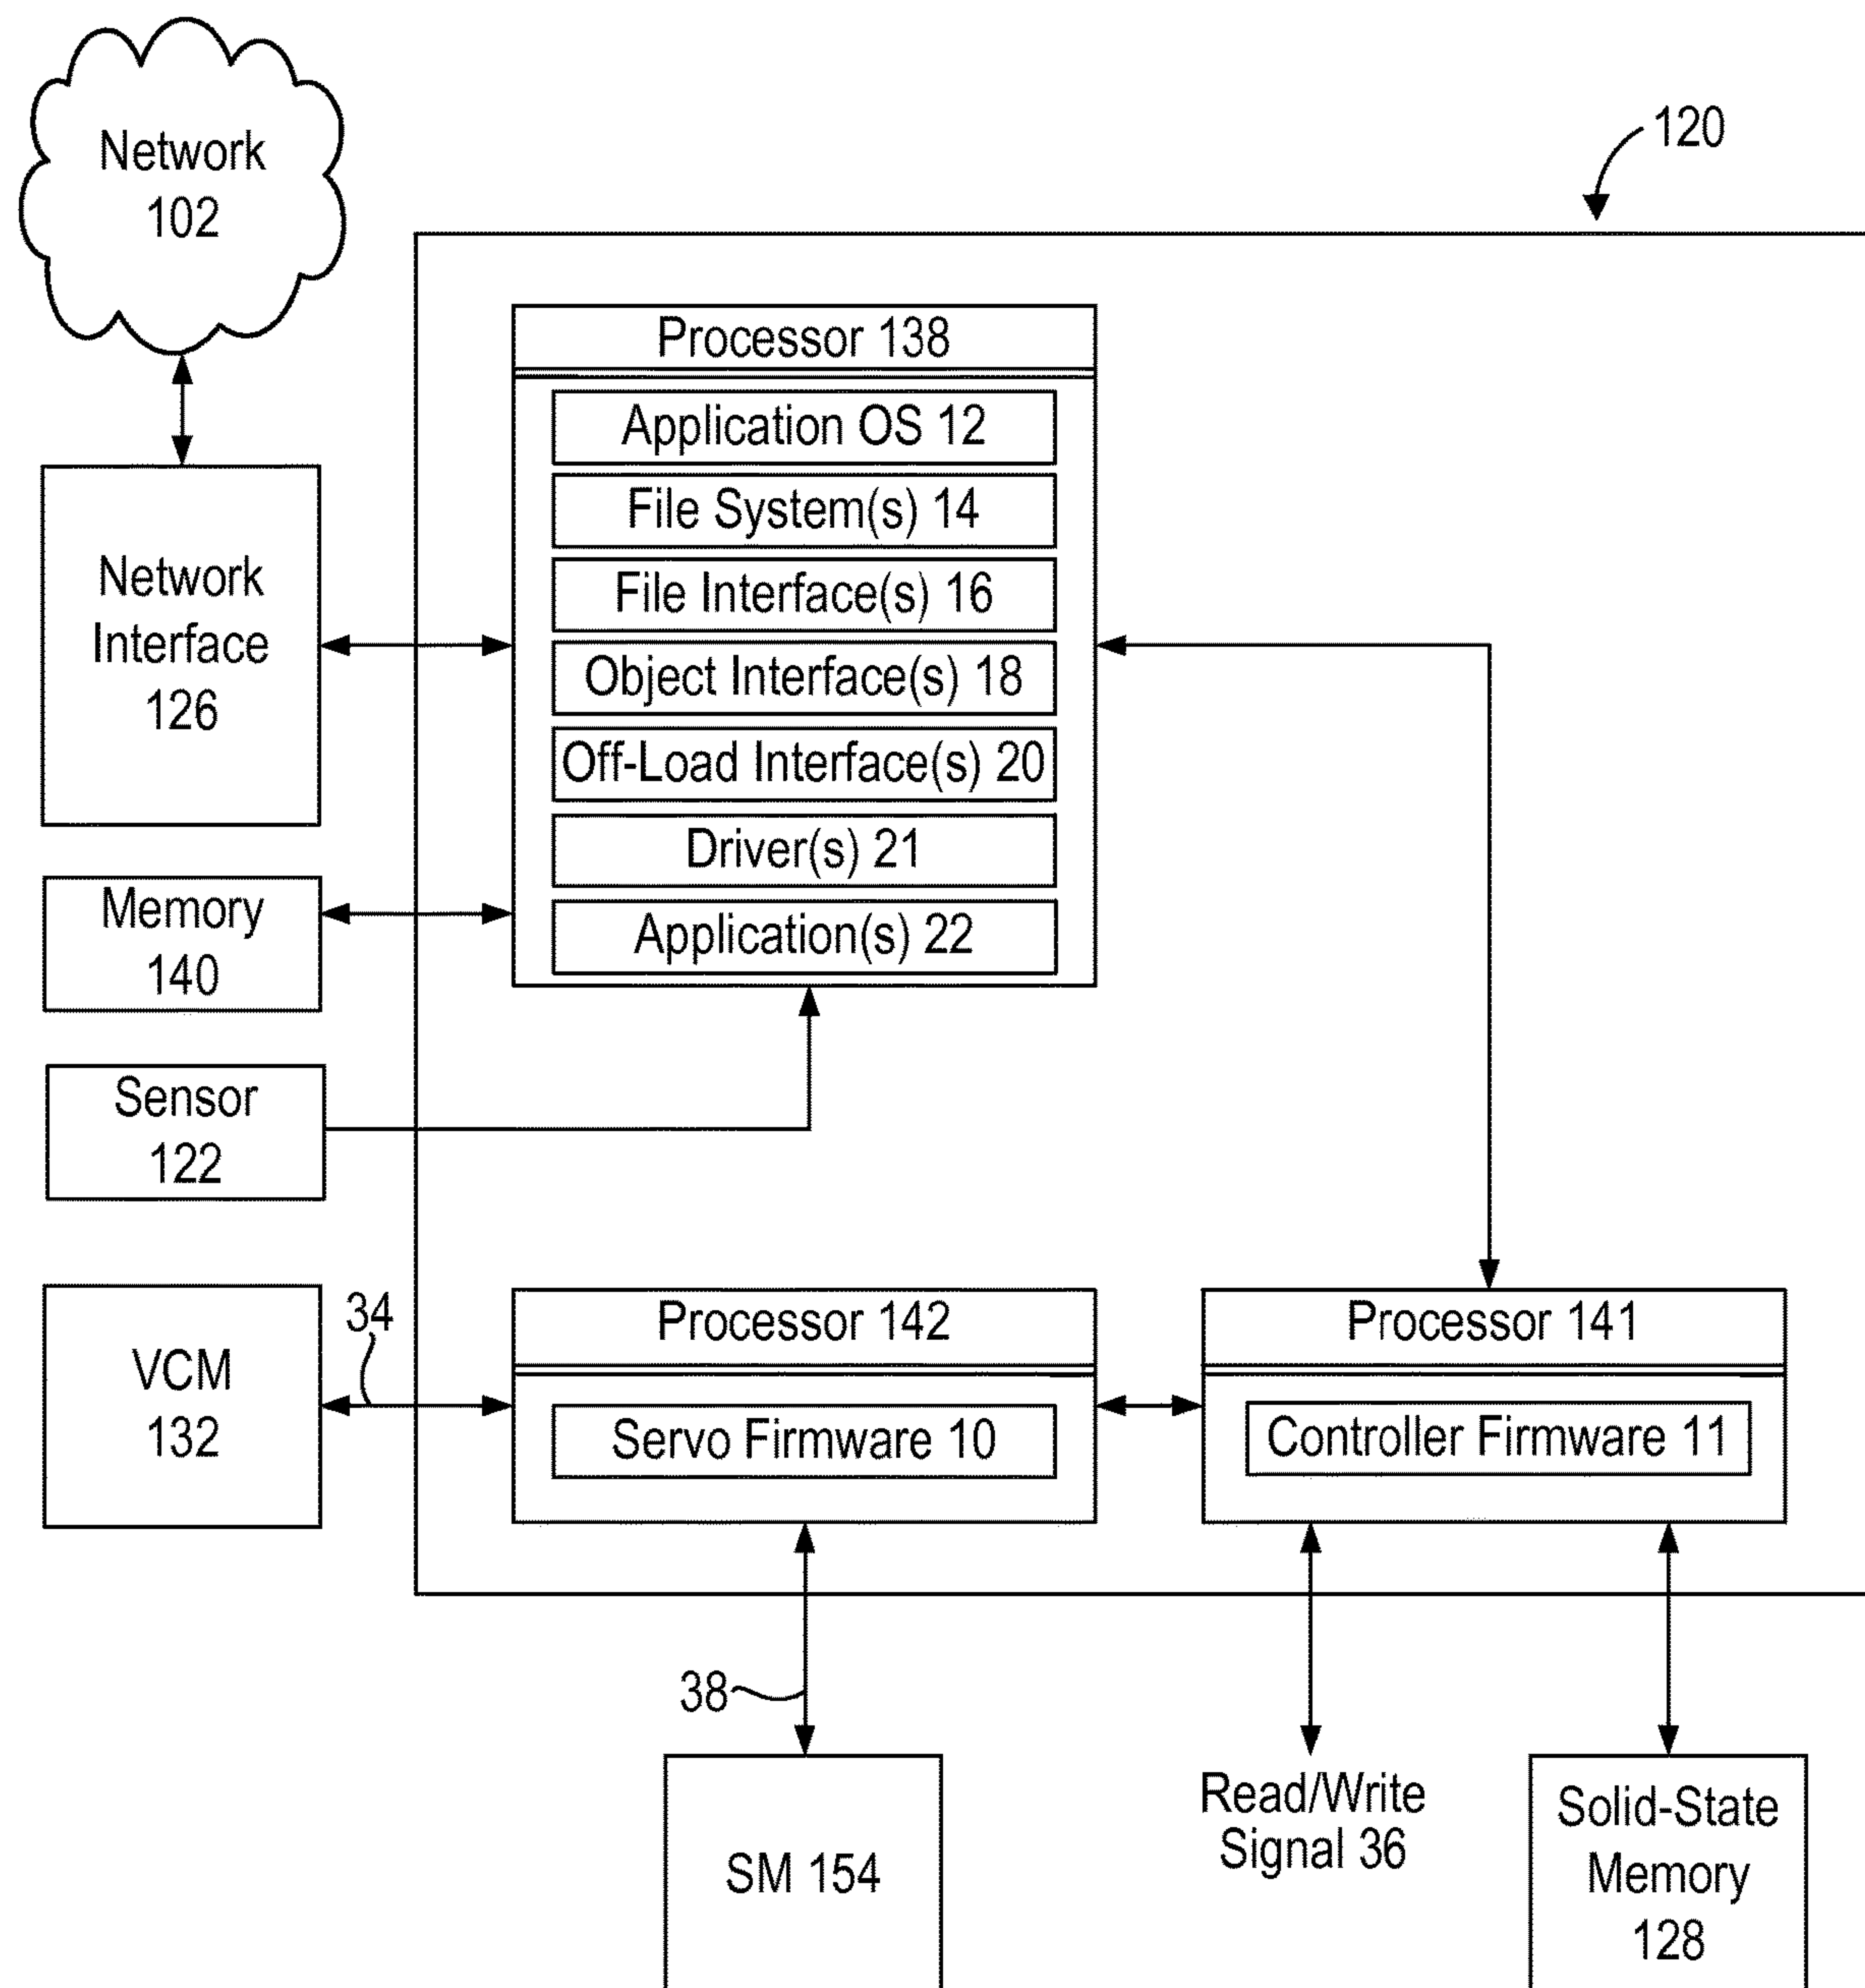 Network
102
120
Processor 138
Application OS 12
File System(s) 14
File Interface(s) 16
Object Interface(s) 18
Off-Load Interface(s) 20
Driver(s) 21
Application(s) 22
Network
Interface
126
Memory
140
Sensor
122
VCM
132
34
Processor 142
Servo Firmware 10
Processor 141
Controller Firmware 11
38
SM 154
Read/Write
Signal 36
Solid-State
Memory
128